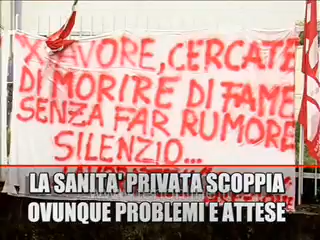 X FAVORE, CERCATE
DI MORIRE DI FAME
SENZA FAR RUMORE
SILENZIO...
LA SANITA' PRIVATA SCOPPIA
OVUNQUE PROBLEMI E ATTESE